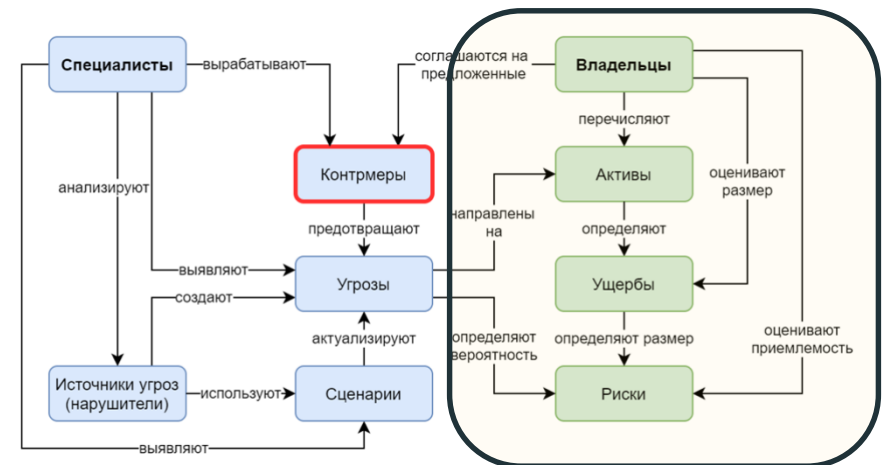 Специалисты
вырабатывают
соглашаются на
предложенные
Владельцы
перечисляют
анализируют
Контрмеры
Активы
оценивают
размер
направлены
на
предотвращают
определяют
выявляют
Угрозы
Ущербы
создают
актуализируют
определяют
вероятность
определяют размер
оценивают
приемлемость
Источники угроз
(нарушители)
используют
Сценарии
Риски
выявляют